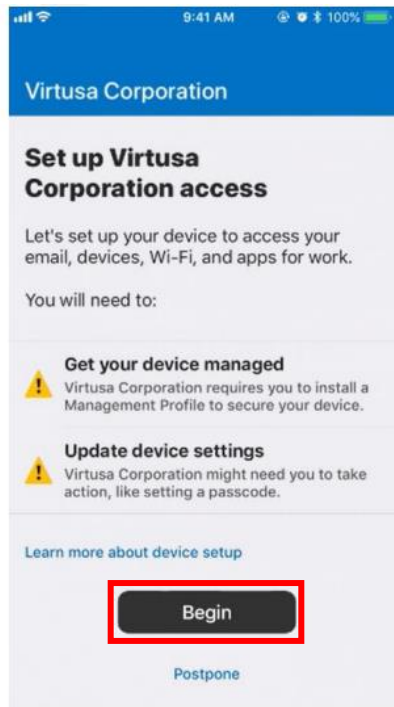 9:41 AM
100%
Virtusa Corporation
Set up Virtusa
Corporation access
Let's set up your device to access your
email, devices, Wi-Fi, and apps for work.
You will need to:
Get your device managed
Virtusa Corporation requires you to install a
Management Profile to secure your device.
Update device settings
Virtusa Corporation might need you to take
action, like setting a passcode.
Learn more about device setup
Begin
Postpone